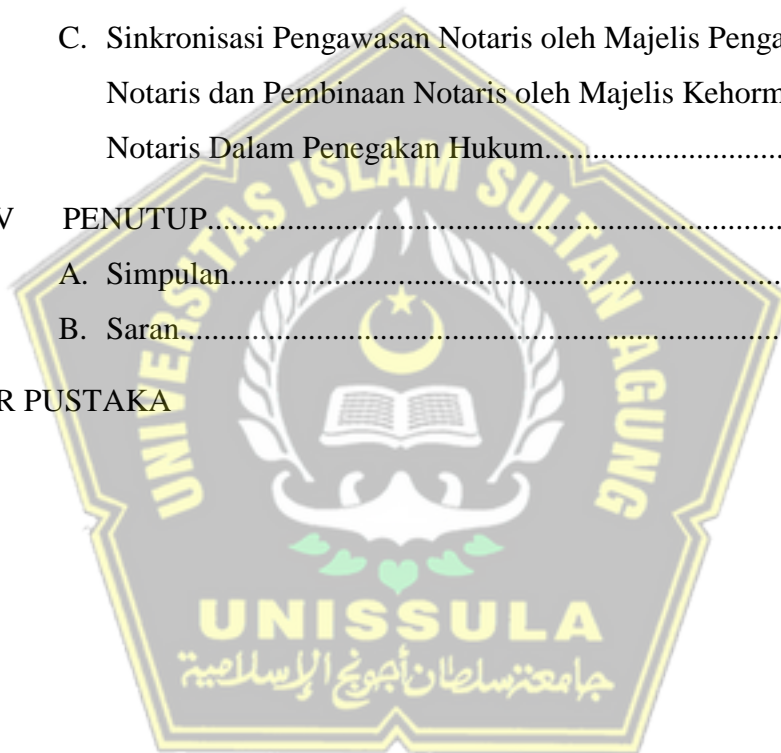 C. Sinkronisasi Pengawasan Notaris oleh Majelis Penga
Notaris dan Pembinaan Notaris oleh Majelis Kehorm
Notaris Dalam Penegakan Hukum............................
V PENUTUP..................................................................
A. Simpulan................................................................
B. Saran......................................................................
R PUSTAKA
UNIVERSITAS ISLAM SULTAN AGUNG
UNISSULA
جامعة سلطان أجونج الإسلامية